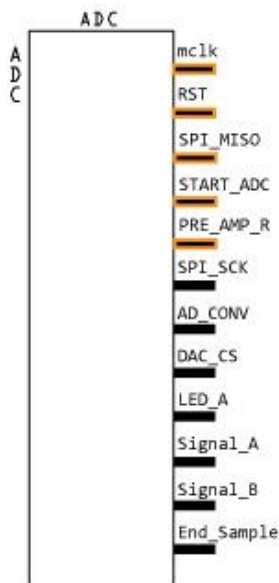 ADC
A
D
C
mclk
RST
SPI_MISO
START_ADC
PRE_AMP_R
SPI_SCK
AD_CONV
DAC_CS
LED_A
Signal_A
Signal_B
End_Sample